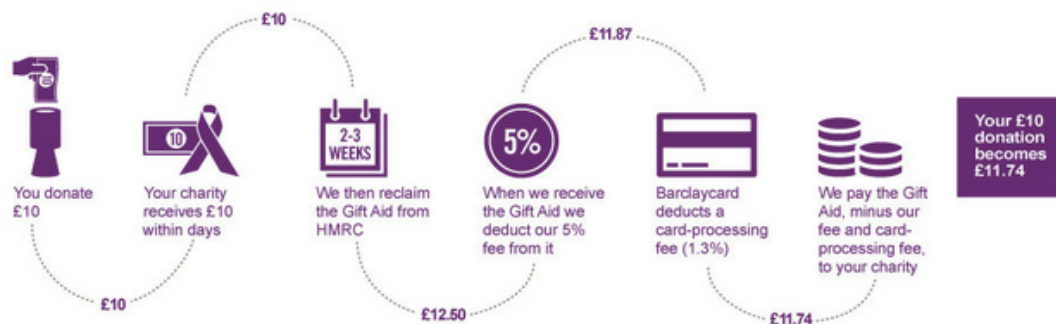 £10
£11.87
10
2-3
WEEKS
5%
You donate
£10
Your charity
receives £10
within days
We then reclaim
the Gift Aid from
HMRC
When we receive
the Gift Aid we
deduct our 5%
fee from it
Barclaycard
deducts a
card-processing
fee (1.3%)
We pay the Gift
Aid, minus our
fee and card-
processing fee,
to your charity
Your £10
donation
becomes
£11.74
£10
£12.50
£11.74